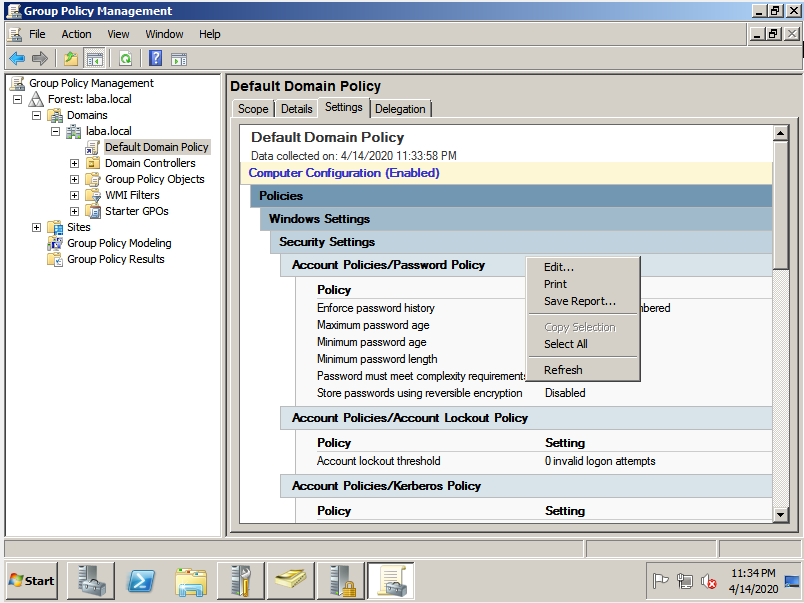 Group Policy Management
File Action View Window Help
Group Policy Management
Forest: laba.local
Domains
laba.local
Default Domain Policy
Domain Controllers
Group Policy Objects
WMI Filters
Starter GPOs
Sites
Group Policy Modeling
Group Policy Results
Default Domain Policy
Scope Details Settings Delegation
Default Domain Policy
Data collected on: 4/14/2020 11:33:58 PM
Computer Configuration (Enabled)
Policies
Windows Settings
Security Settings
Account Policies/Password Policy
Policy
Enforce password history
Maximum password age
Minimum password age
Minimum password length
Password must meet complexity requirements
Store passwords using reversible encryption Disabled
Edit...
Print
Save Report...
Copy Selection
Select All
Refresh
Account Policies/Account Lockout Policy
Policy Setting
Account lockout threshold 0 invalid logon attempts
Account Policies/Kerberos Policy
Policy Setting
Start
11:34 PM
4/14/2020